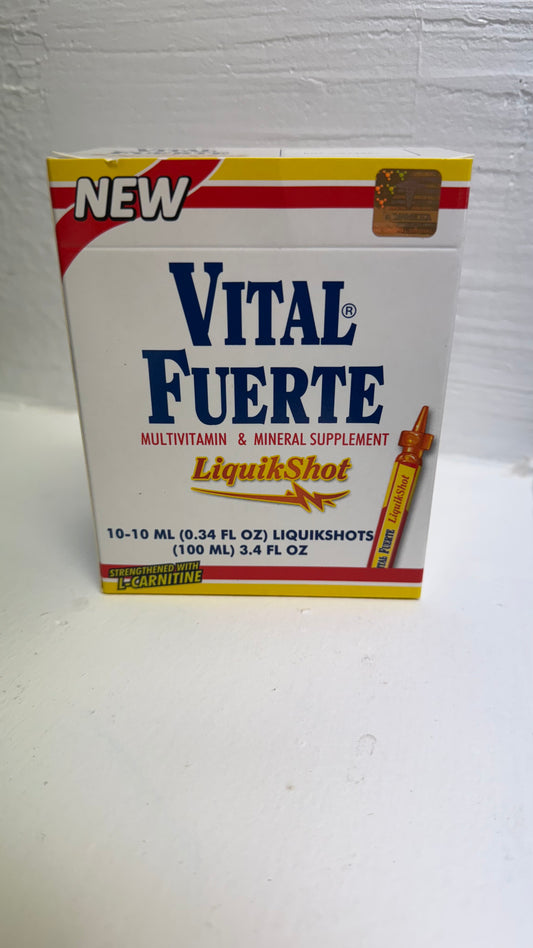 VITAL
FUERTE
NEW
VITAL®
FUERTE
MULTIVITAMIN & MINERAL SUPPLEMENT
LiquikShot
10-10 ML (0.34 FL OZ) LIQUIKSHOTS
(100 ML) 3.4 FL OZ
STRENGTHENED WITH
L-CARNITINE
FUERTE LiquikShot